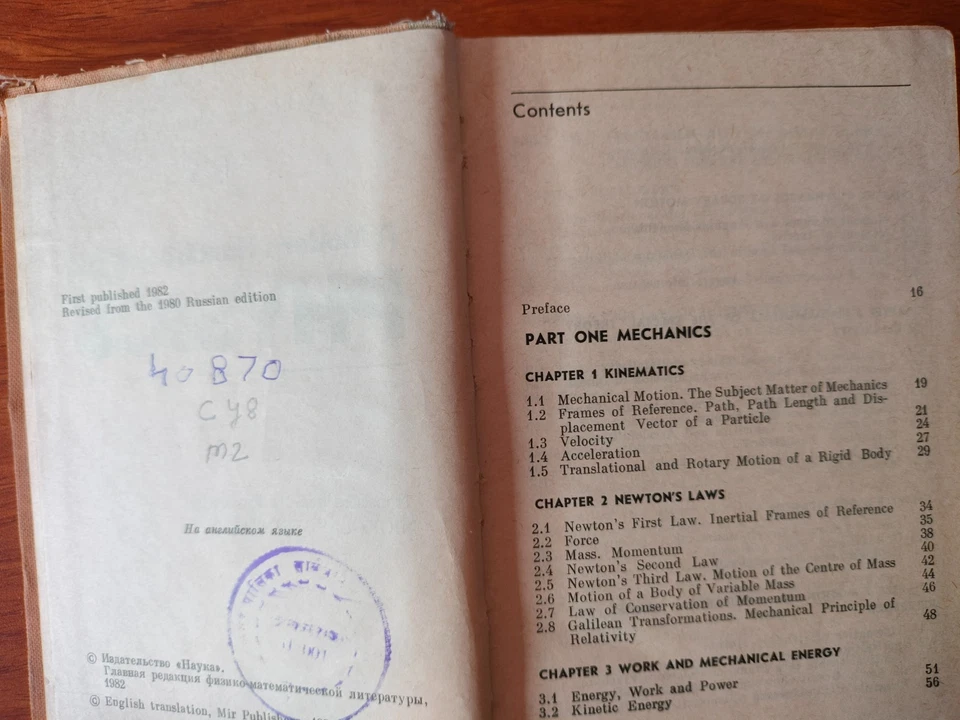 First published 1982
Revised from the 1980 Russian edition
40870
На английском языке
© Издательство «Наука».
Главная редакция физико-математической литературы,
1982
© English translation, Mir
Contents
Preface 16
PART ONE MECHANICS
CHAPTER 1 KINEMATICS
1.1 Mechanical Motion. The Subject Matter of Mechanics 19
1.2 Frames of Reference. Path, Path Length and Dis-
placement Vector of a Particle 21
1.3 Velocity 24
1.4 Acceleration 27
1.5 Translational and Rotary Motion of a Rigid Body 29
CHAPTER 2 NEWTON'S LAWS
2.1 Newton's First Law. Inertial Frames of Reference 34
2.2 Force 35
2.3 Mass. Momentum 38
2.4 Newton's Second Law 40
2.5 Newton's Third Law. Motion of the Centre of Mass 42
2.6 Motion of a Body of Variable Mass 44
2.7 Law of Conservation of Momentum 46
2.8 Galilean Transformations. Mechanical Principle of
Relativity 48
CHAPTER 3 WORK AND MECHANICAL ENERGY
3.1 Energy, Work and Power 51
3.2 Kinetic Energy 56